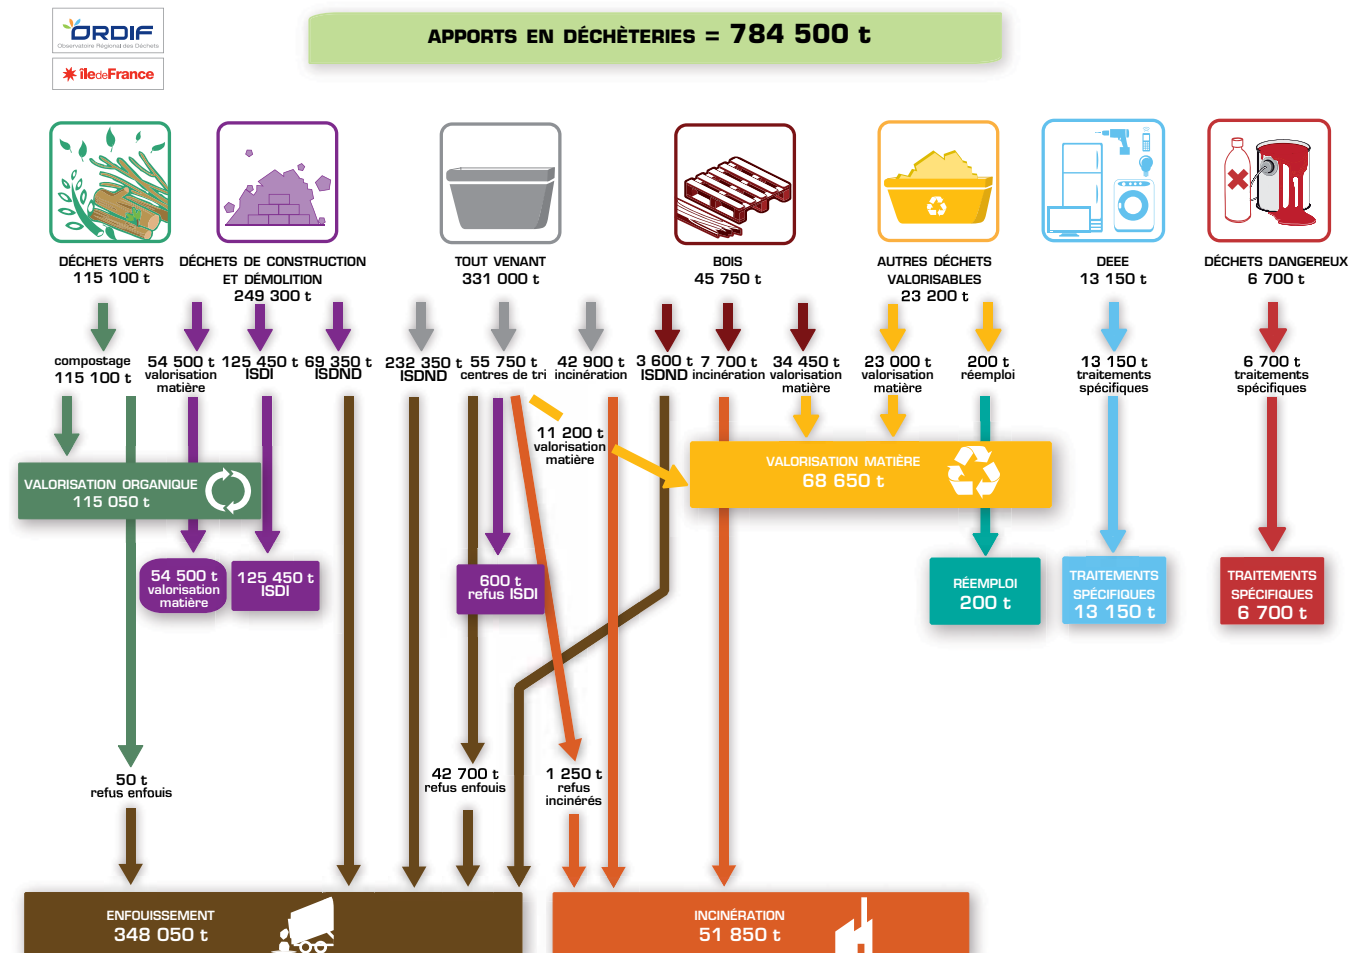 ORDIF
Observatoire Régional des Déchets
îledeFrance
APPORTS EN DÉCHÈTERIES = 784 500 t
DÉCHETS VERTS
115 100 t
DÉCHETS DE CONSTRUCTION
ET DÉMOLITION
249 300 t
TOUT VENANT
331 000 t
BOIS
45 750 t
AUTRES DÉCHETS
VALORISABLES
23 200 t
DEEE
13 150 t
DÉCHETS DANGEREUX
6 700 t
compostage
115 100 t
54 500 t
valorisation
matière
125 450 t
ISDI
69 350 t
ISDND
232 350 t
ISDND
55 750 t
centres de tri
42 900 t
incinération
3 600 t
ISDND
7 700 t
incinération
34 450 t
valorisation
matière
23 000 t
valorisation
matière
200 t
réemploi
13 150 t
traitements
spécifiques
6 700 t
traitements
spécifiques
11 200 t
valorisation
matière
VALORISATION ORGANIQUE
115 050 t
VALORISATION MATIÈRE
68 650 t
54 500 t
valorisation
matière
125 450 t
ISDI
600 t
refus ISDI
RÉEMPLOI
200 t
TRAITEMENTS
SPÉCIFIQUES
13 150 t
TRAITEMENTS
SPÉCIFIQUES
6 700 t
50 t
refus enfouis
42 700 t
refus enfouis
1 250 t
refus
incinérés
ENFOUISSEMENT
348 050 t
INCINÉRATION
51 850 t